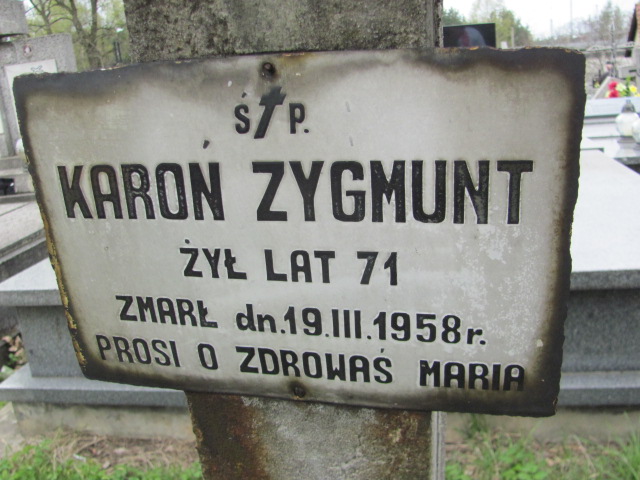 Ś✝P.
KAROŃ ZYGMUNT
ŻYŁ LAT 71
ZMARŁ dn. 19.III.1958 r.
PROSI O ZDROWAŚ MARIA